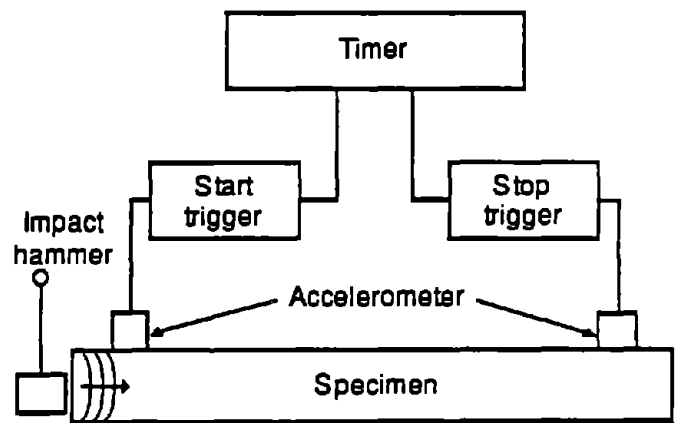 Timer
Start
trigger
Stop
trigger
Impact
hammer
Accelerometer
Specimen